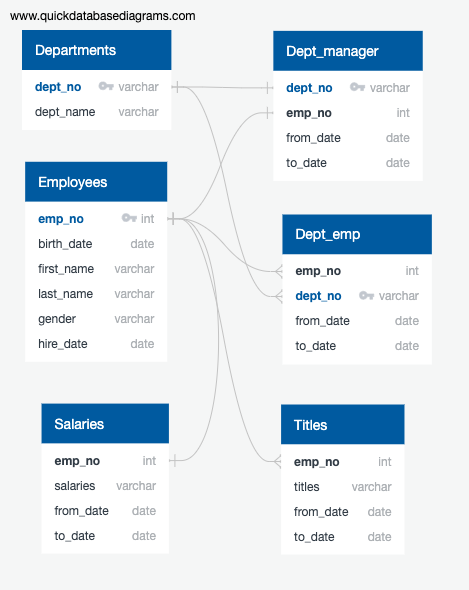 www.quickdatabasediagrams.com
Departments
dept_no varchar
dept_name varchar
Dept_manager
dept_no varchar
emp_no int
from_date date
to_date date
Employees
emp_no int
birth_date date
first_name varchar
last_name varchar
gender varchar
hire_date date
Dept_emp
emp_no int
dept_no varchar
from_date date
to_date date
Salaries
emp_no int
salaries varchar
from_date date
to_date date
Titles
emp_no int
titles varchar
from_date date
to_date date